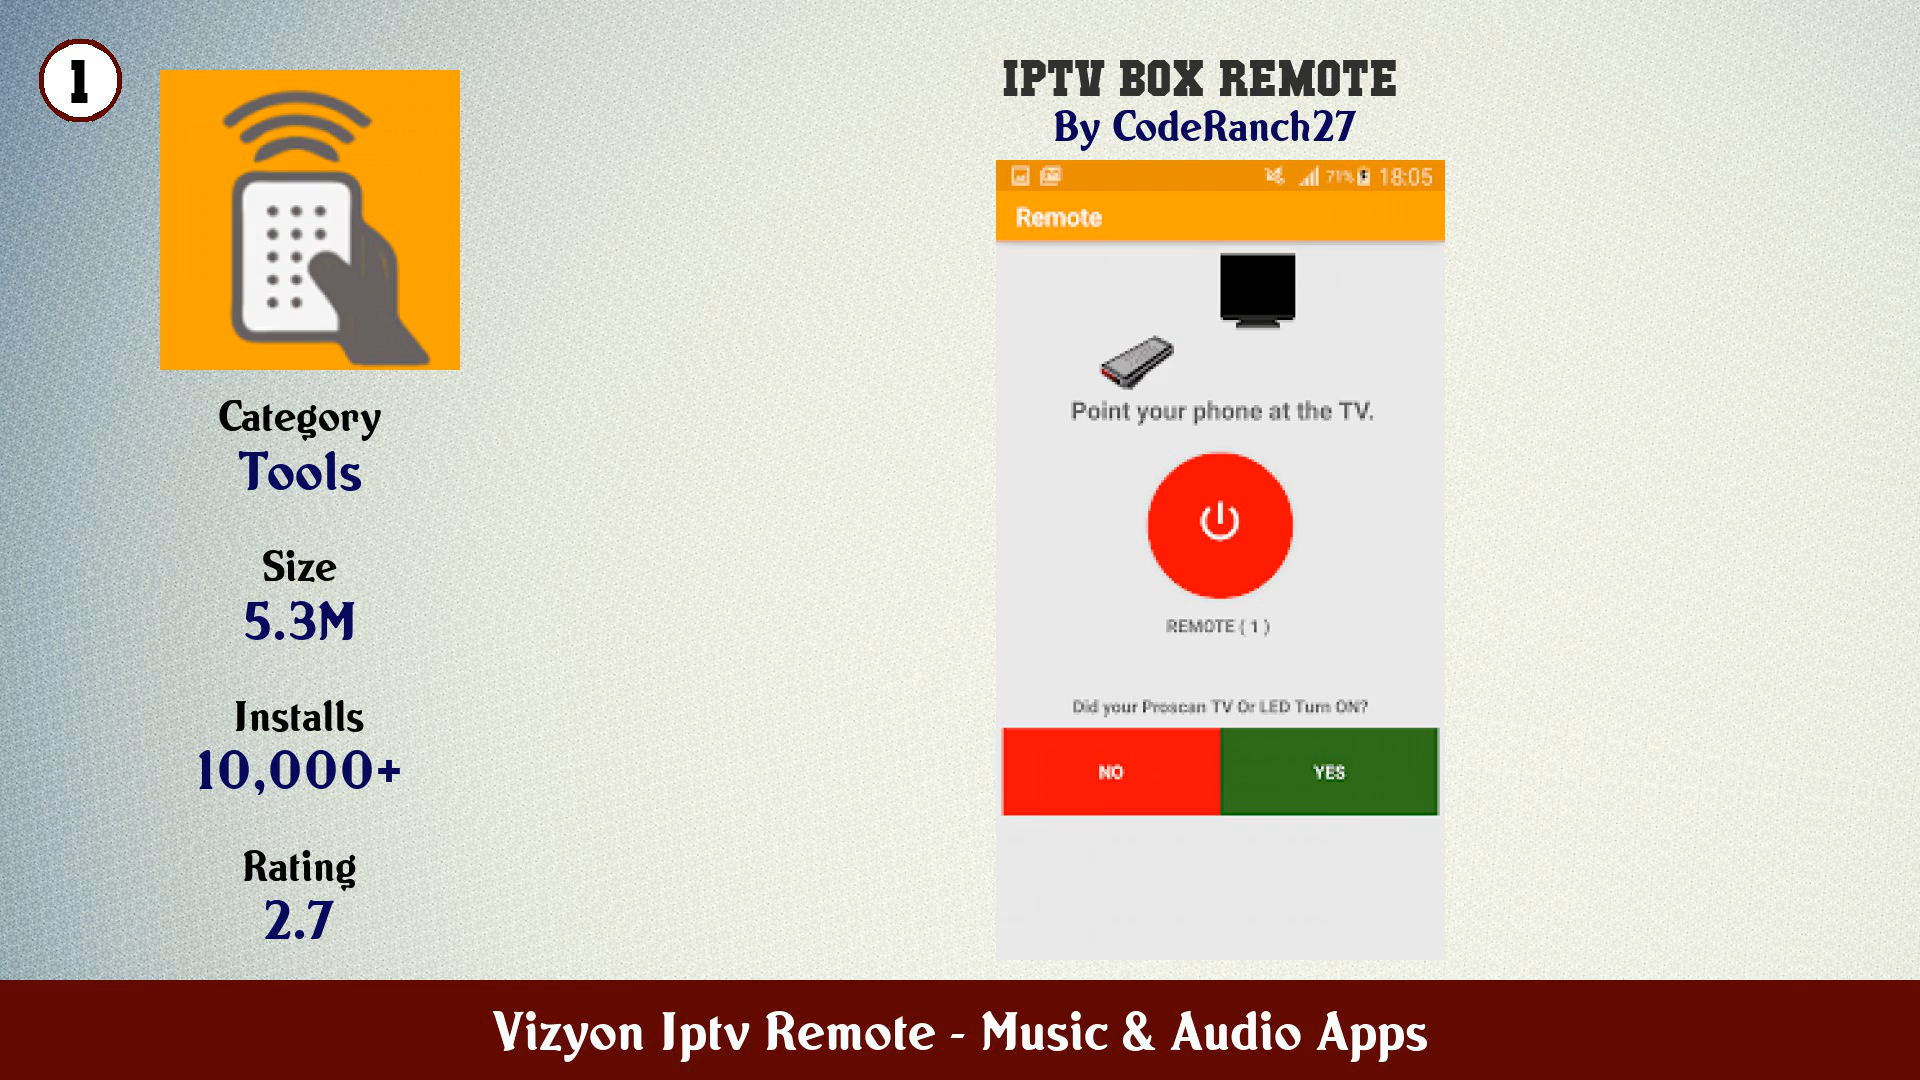 1
Category
Tools
Size
5.3M
Installs
10,000+
Rating
2.7
IPTV BOX REMOTE
By CodeRanch27
71% 18:05
Remote
Point your phone at the TV.
REMOTE ( 1 )
Did your Proscan TV Or LED Turn ON?
NO YES
Vizyon Iptv Remote - Music & Audio Apps